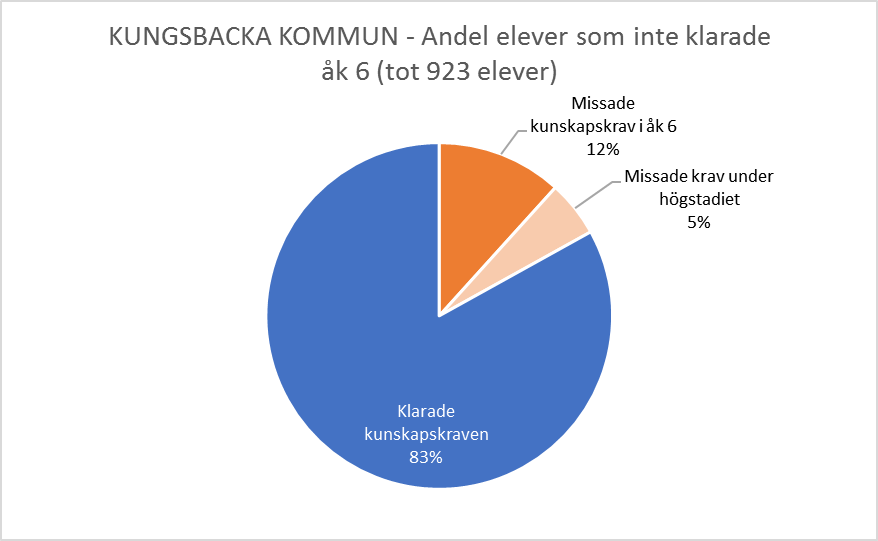 KUNGSBACKA KOMMUN - Andel elever som inte klarade
åk 6 (tot 923 elever)
Missade
kunskapskrav i åk 6
12%
Missade krav under
högstadiet
5%
Klarade
kunskapskraven
83%